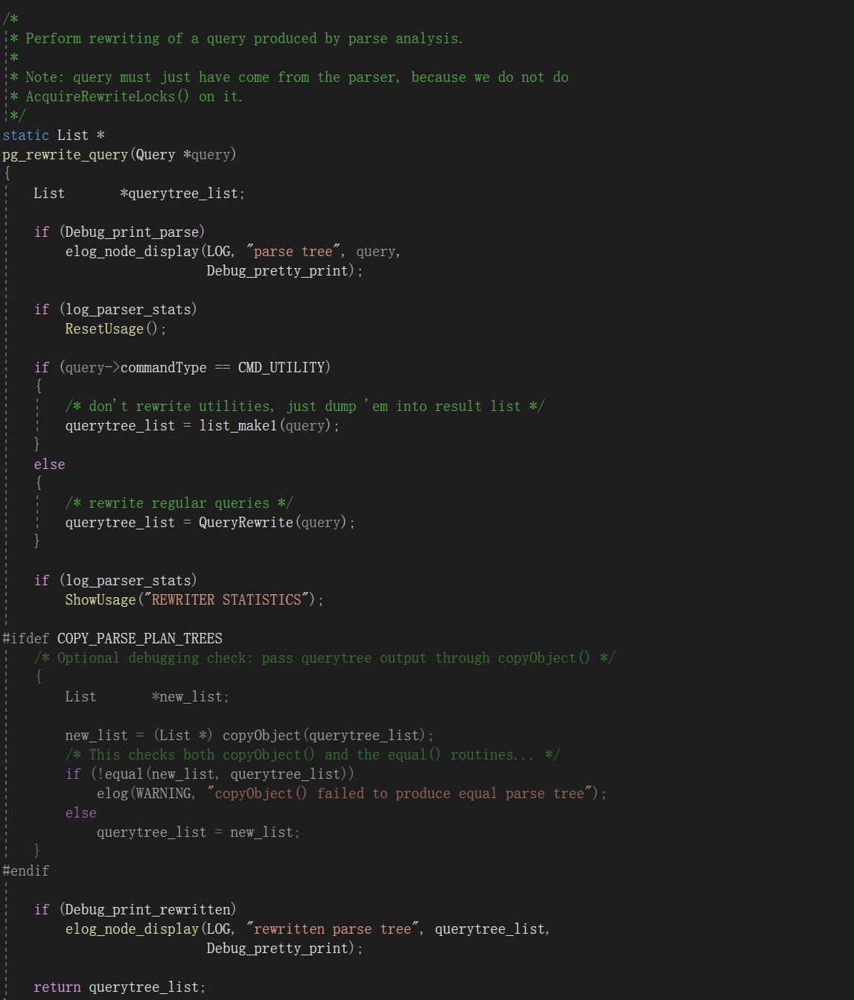 /*
 * Perform rewriting of a query produced by parse analysis.
 *
 * Note: query must just have come from the parser, because we do not do
 * AcquireRewriteLocks() on it.
 */
static List *
pg_rewrite_query(Query *query)
{
    List       *querytree_list;

    if (Debug_print_parse)
        elog_node_display(LOG, "parse tree", query,
                          Debug_pretty_print);

    if (log_parser_stats)
        ResetUsage();

    if (query->commandType == CMD_UTILITY)
    {
        /* don't rewrite utilities, just dump 'em into result list */
        querytree_list = list_make1(query);
    }
    else
    {
        /* rewrite regular queries */
        querytree_list = QueryRewrite(query);
    }

    if (log_parser_stats)
        ShowUsage("REWRITER STATISTICS");

#ifdef COPY_PARSE_PLAN_TREES
    /* Optional debugging check: pass querytree output through copyObject() */
    {
        List       *new_list;

        new_list = (List *) copyObject(querytree_list);
        /* This checks both copyObject() and the equal() routines... */
        if (!equal(new_list, querytree_list))
            elog(WARNING, "copyObject() failed to produce equal parse tree");
        else
            querytree_list = new_list;
    }
#endif

    if (Debug_print_rewritten)
        elog_node_display(LOG, "rewritten parse tree", querytree_list,
                          Debug_pretty_print);

    return querytree_list;